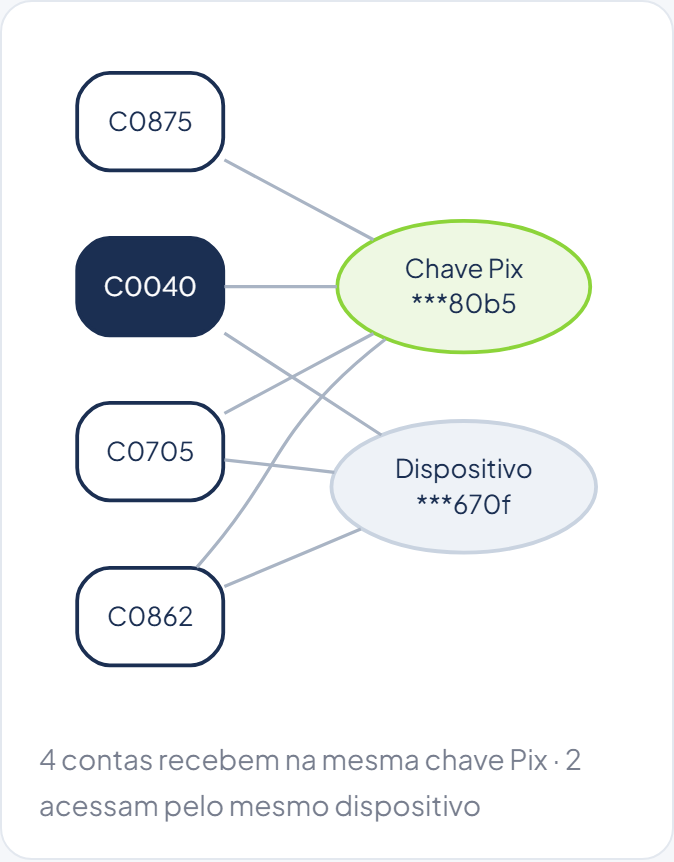 C0875
C0040
C0705
C0862
Chave Pix
***80b5
Dispositivo
***670f
4 contas recebem na mesma chave Pix · 2
acessam pelo mesmo dispositivo